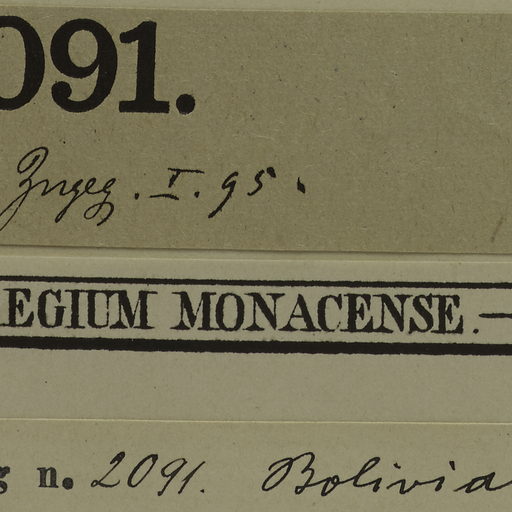 091.
Zugeg. I. 95.
EGIUM MONACENSE.—
g n. 2091. Bolivia